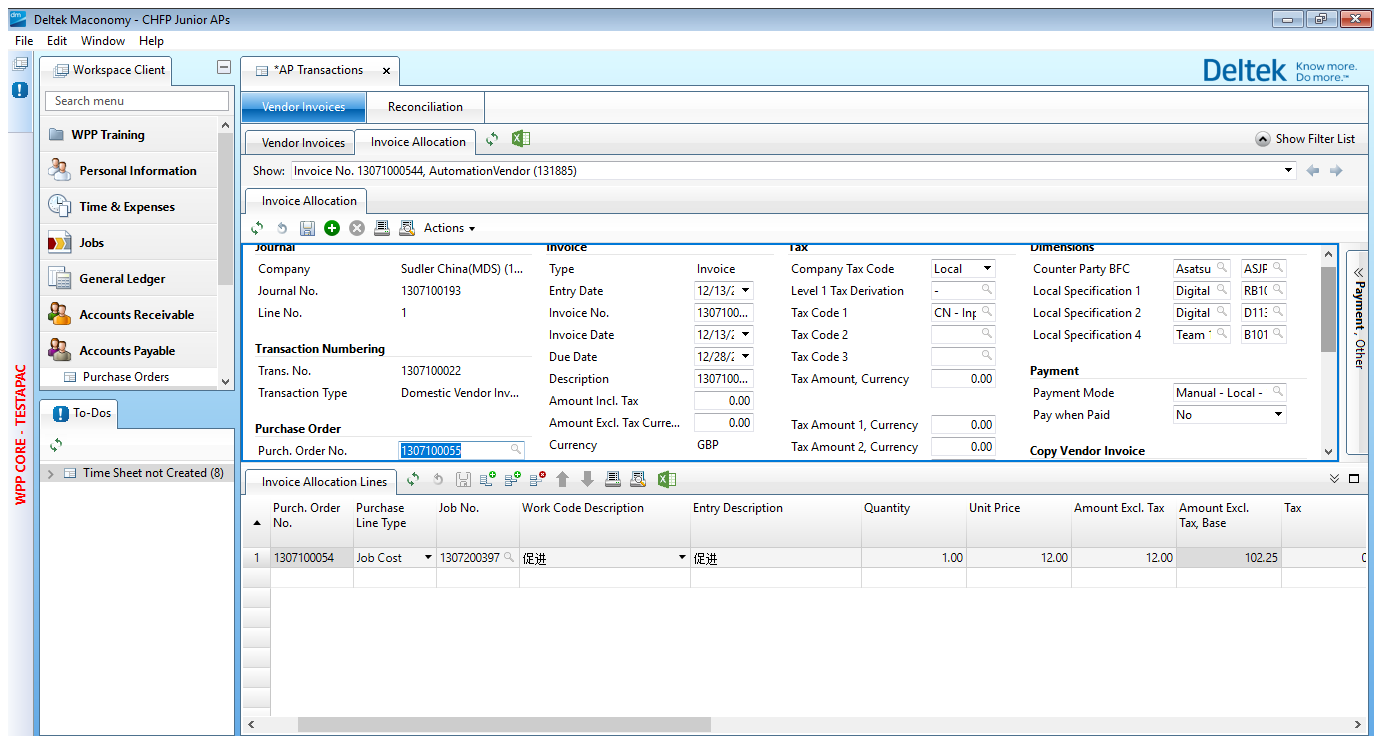 Deltek Maconomy - CHFP Junior APs
File Edit Window Help
Workspace Client
*AP Transactions
Deltek Know more. Do more.™
Search menu
Vendor Invoices Reconciliation
WPP Training
Vendor Invoices Invoice Allocation
Show Filter List
Personal Information
Show: Invoice No. 13071000544, AutomationVendor (131885)
Time & Expenses
Invoice Allocation
Jobs
Actions
General Ledger
Accounts Receivable
Accounts Payable
Purchase Orders
Journal
Company Sudler China(MDS) (1...
Journal No. 1307100193
Line No. 1
Transaction Numbering
Trans. No. 1307100022
Transaction Type Domestic Vendor Inv...
Purchase Order
Purch. Order No. 1307100055
Invoice
Type Invoice
Entry Date 12/13/2
Invoice No. 1307100...
Invoice Date 12/13/2
Due Date 12/28/2
Description 1307100...
Amount Incl. Tax 0.00
Amount Excl. Tax Curre... 0.00
Currency GBP
Tax
Company Tax Code Local
Level 1 Tax Derivation -
Tax Code 1 CN - Inp
Tax Code 2
Tax Code 3
Tax Amount, Currency 0.00
Tax Amount 1, Currency 0.00
Tax Amount 2, Currency 0.00
Dimensions
Counter Party BFC Asatsu ASJF
Local Specification 1 Digital RB10
Local Specification 2 Digital D113
Local Specification 4 Team 1 B101
Payment
Payment Mode Manual - Local -
Pay when Paid No
Copy Vendor Invoice
Payment , Other
To-Dos
Time Sheet not Created (8)
WPP CORE - TESTAPAC
Invoice Allocation Lines
Purch. Order No. Purchase Line Type Job No. Work Code Description Entry Description Quantity Unit Price Amount Excl. Tax Amount Excl. Tax, Base Tax
1 1307100054 Job Cost 1307200397 促进 促进 1.00 12.00 12.00 102.25 0